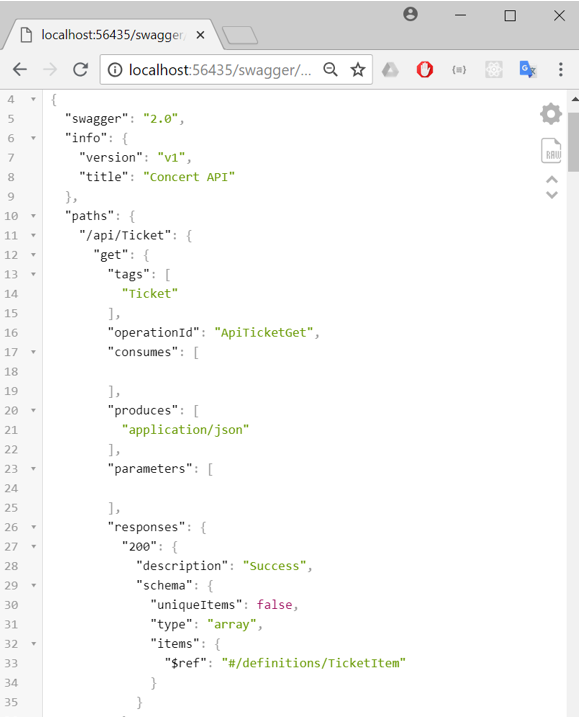 localhost:56435/swagger/
localhost:56435/swagger/...
4 {
5 "swagger": "2.0",
6 "info": {
7 "version": "v1",
8 "title": "Concert API"
9 },
10 "paths": {
11 "/api/Ticket": {
12 "get": {
13 "tags": [
14 "Ticket"
15 ],
16 "operationId": "ApiTicketGet",
17 "consumes": [
18
19 ],
20 "produces": [
21 "application/json"
22 ],
23 "parameters": [
24
25 ],
26 "responses": {
27 "200": {
28 "description": "Success",
29 "schema": {
30 "uniqueItems": false,
31 "type": "array",
32 "items": {
33 "$ref": "#/definitions/TicketItem"
34 }
35 }
RAW